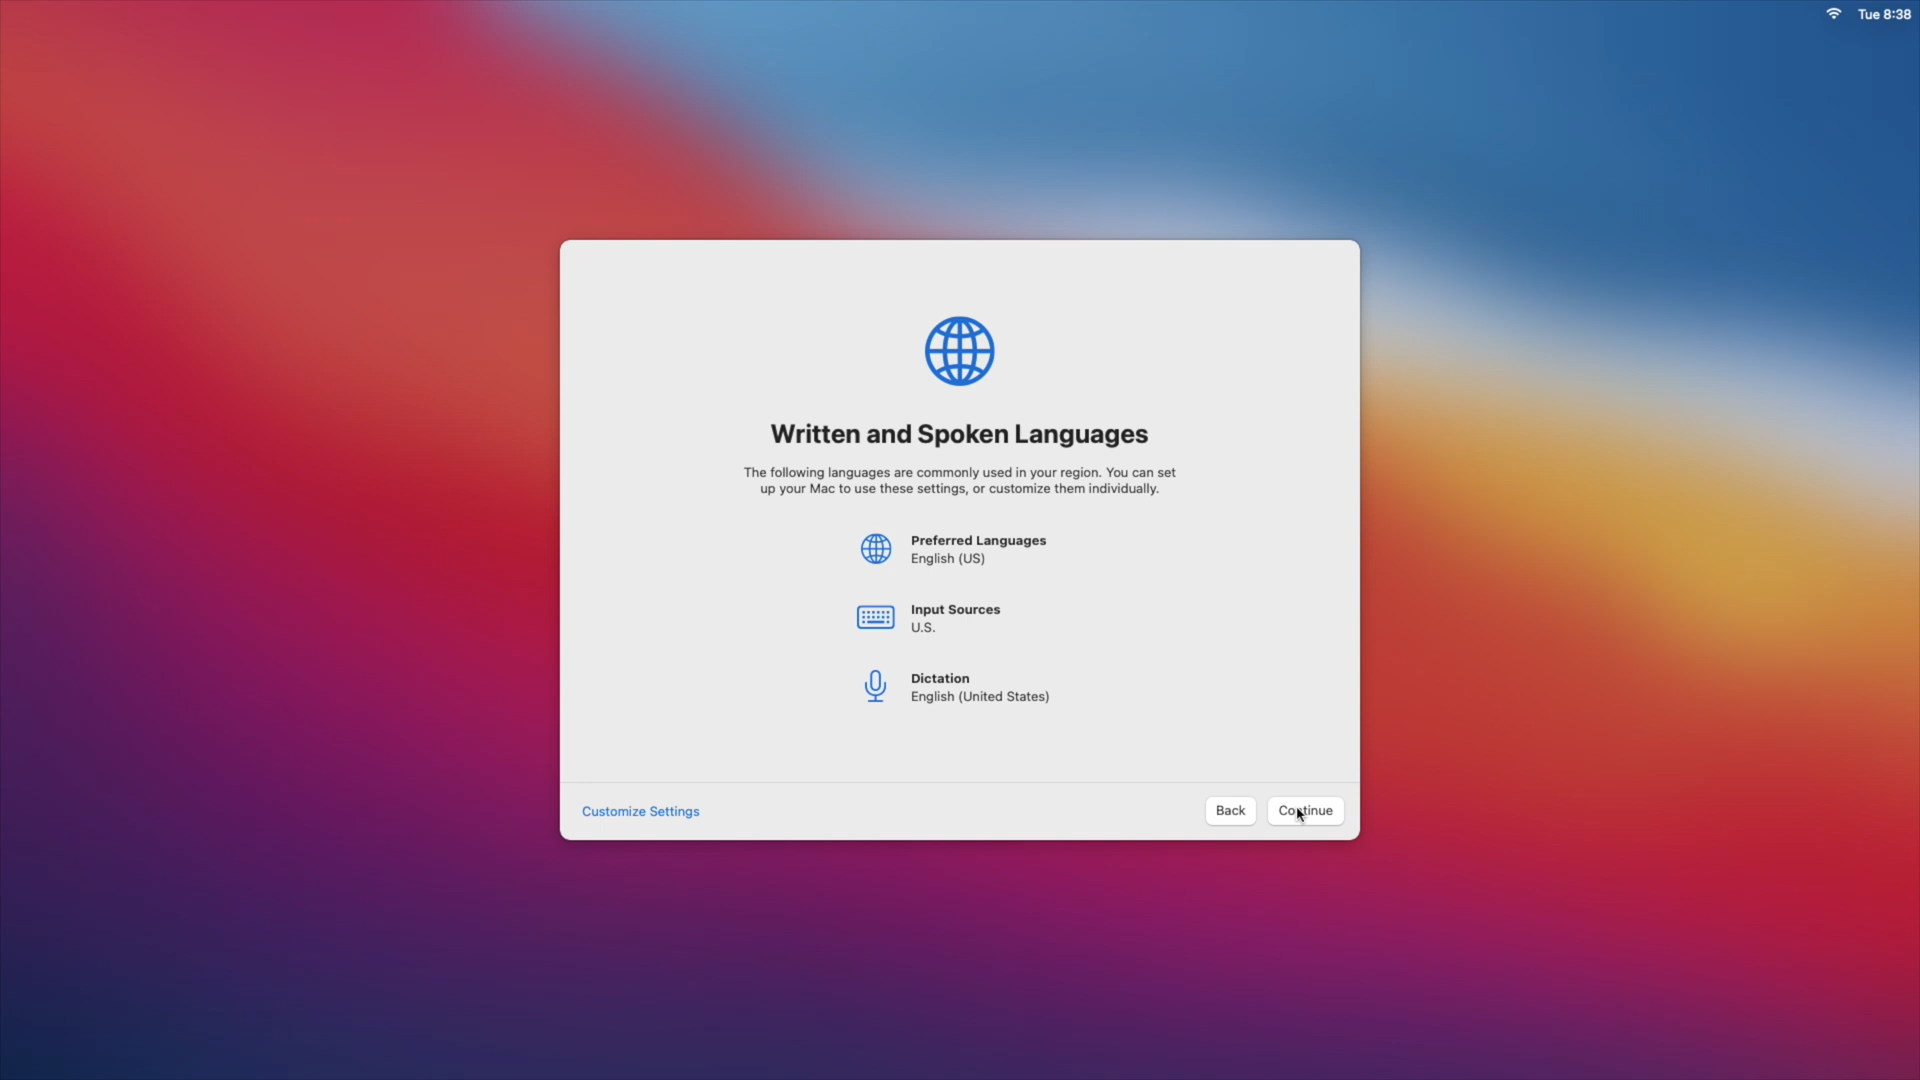 Tue 8:38
Written and Spoken Languages
The following languages are commonly used in your region. You can set
up your Mac to use these settings, or customize them individually.
Preferred Languages
English (US)
Input Sources
U.S.
Dictation
English (United States)
Customize Settings
Back
Continue